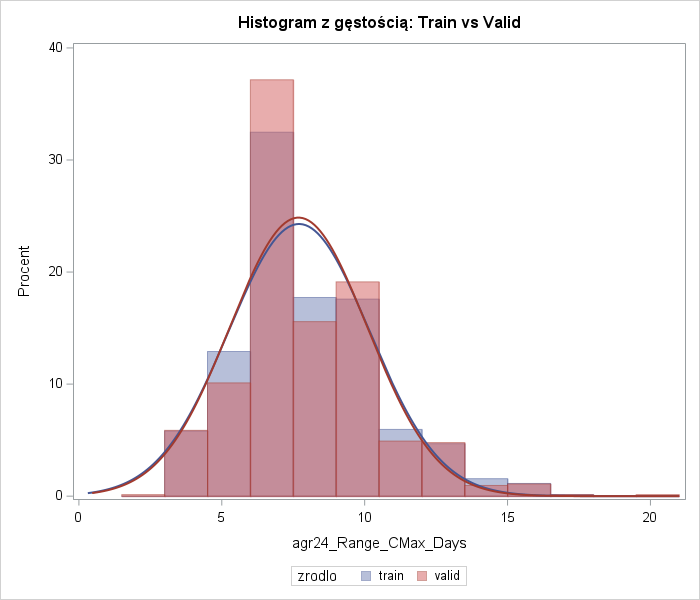 Histogram z gęstością: Train vs Valid
40
30
20
10
0
Procent
0 5 10 15 20
agr24_Range_CMax_Days
zrodlo train valid